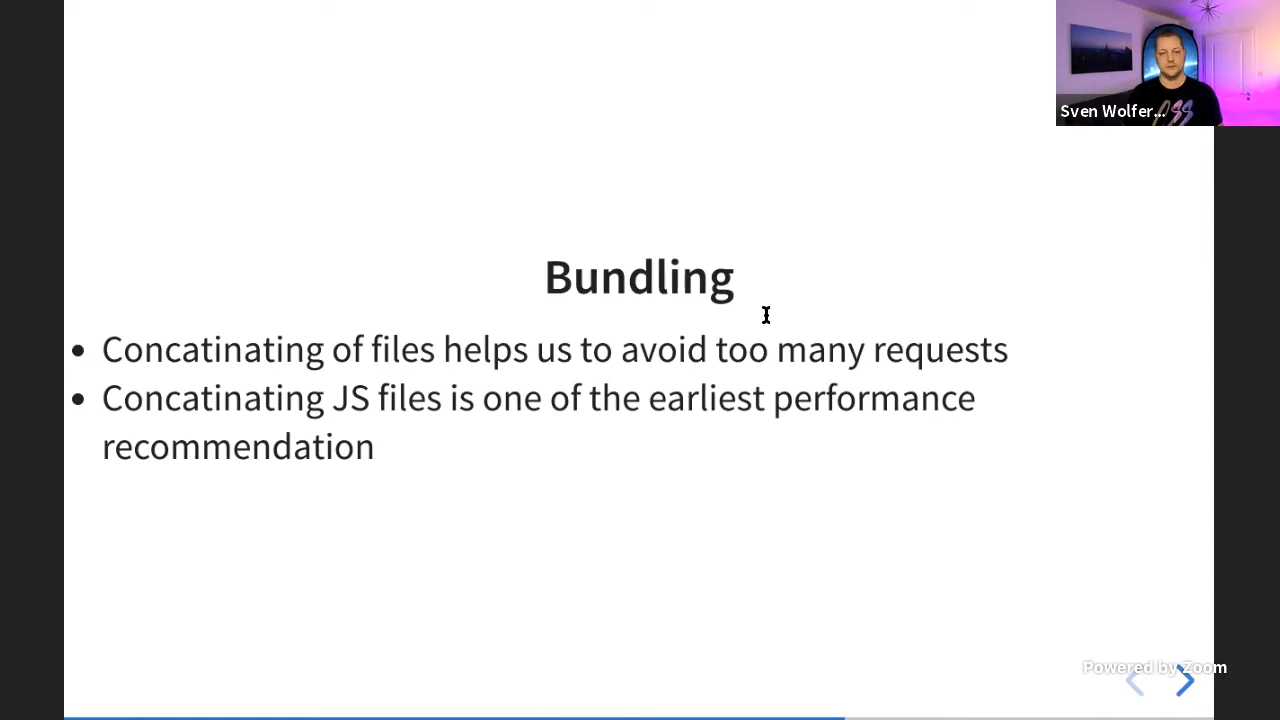 Sven Wolfer...
CSS
Bundling
• Concatinating of files helps us to avoid too many requests
• Concatinating JS files is one of the earliest performance
recommendation
Powered by Zoom